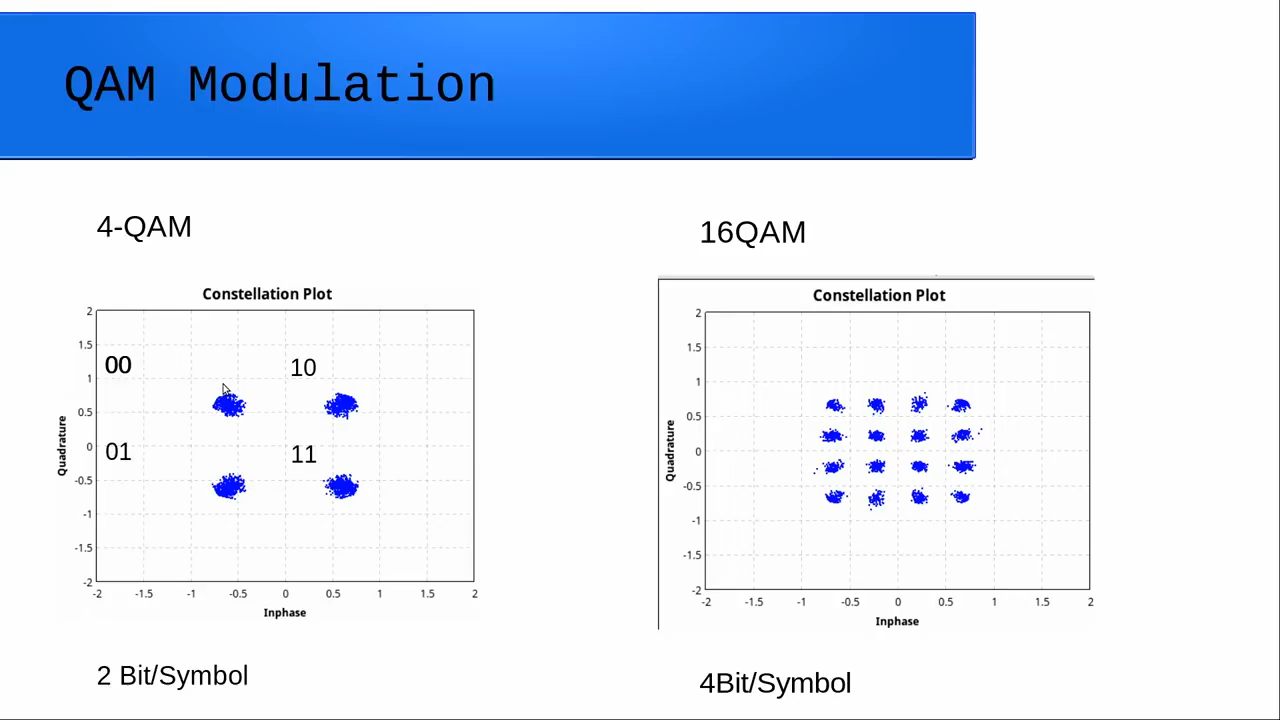 QAM Modulation
4-QAM
16QAM
Constellation Plot
2
1.5
1
0.5
0
-0.5
-1
-1.5
-2
Quadrature
00
10
01
11
-2 -1.5 -1 -0.5 0 0.5 1 1.5 2
Inphase
Constellation Plot
2
1.5
1
0.5
0
-0.5
-1
-1.5
-2
Quadrature
-2 -1.5 -1 -0.5 0 0.5 1 1.5 2
Inphase
2 Bit/Symbol
4Bit/Symbol